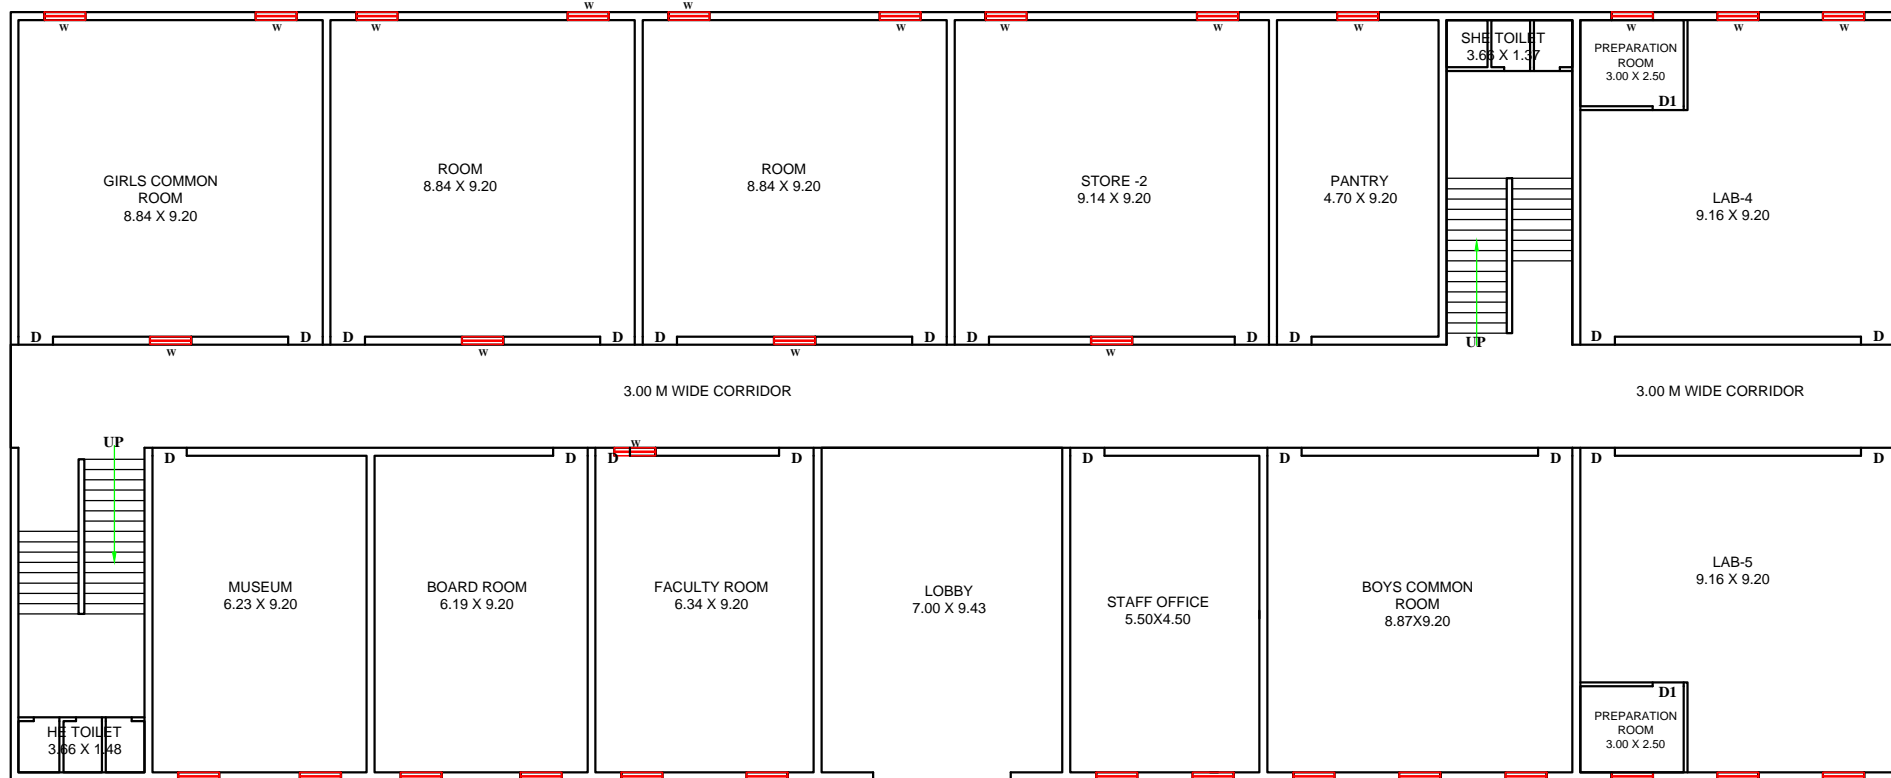 W
W
W W W W W W W W W W W W
SHE TOILET
3.66 X 1.37
PREPARATION
ROOM
3.00 X 2.50
D1
GIRLS COMMON
ROOM
8.84 X 9.20
ROOM
8.84 X 9.20
ROOM
8.84 X 9.20
STORE -2
9.14 X 9.20
PANTRY
4.70 X 9.20
LAB-4
9.16 X 9.20
D D D D D D D D D D D
UP
W W W W
3.00 M WIDE CORRIDOR
3.00 M WIDE CORRIDOR
UP
W
D D D D D D D D D
MUSEUM
6.23 X 9.20
BOARD ROOM
6.19 X 9.20
FACULTY ROOM
6.34 X 9.20
LOBBY
7.00 X 9.43
STAFF OFFICE
5.50X4.50
BOYS COMMON
ROOM
8.87X9.20
LAB-5
9.16 X 9.20
D1
HE TOILET
3.66 X 1.48
PREPARATION
ROOM
3.00 X 2.50